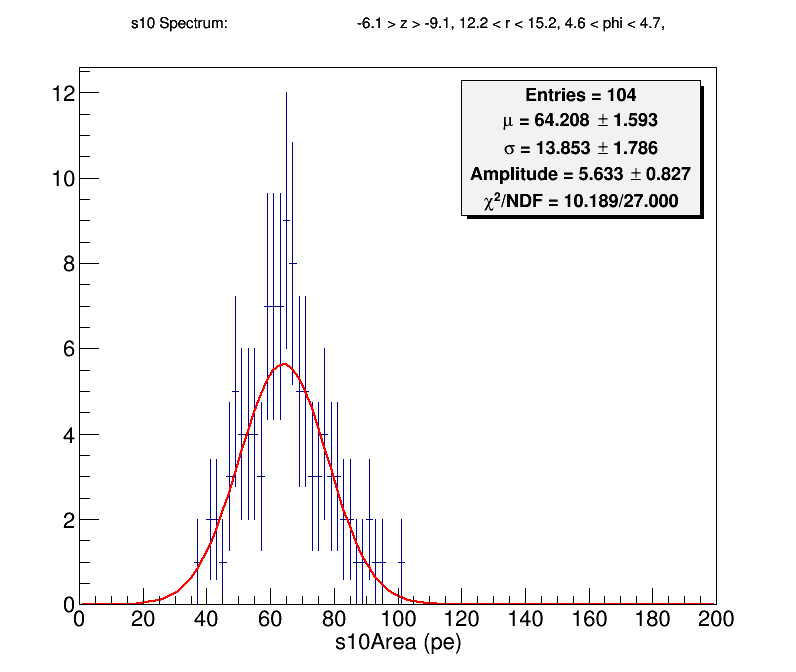 s10 Spectrum: -6.1 > z > -9.1, 12.2 < r < 15.2, 4.6 < phi < 4.7,
Entries = 104
μ = 64.208 ± 1.593
σ = 13.853 ± 1.786
Amplitude = 5.633 ± 0.827
χ²/NDF = 10.189/27.000
12
10
8
6
4
2
0
0 20 40 60 80 100 120 140 160 180 200
s10Area (pe)